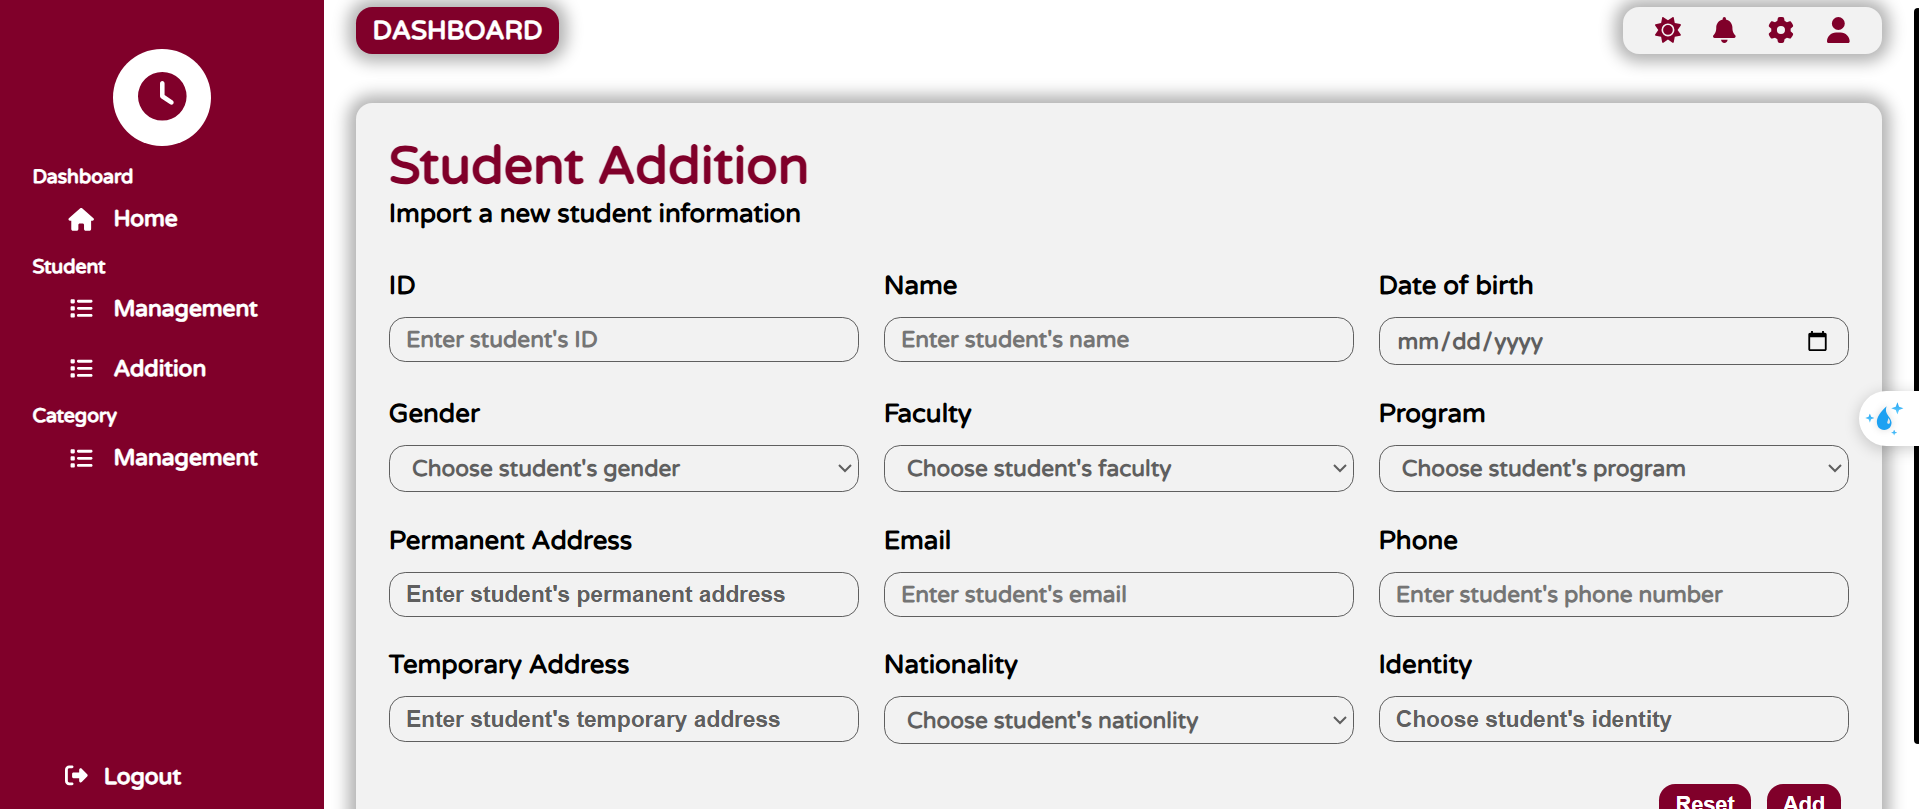 DASHBOARD
Dashboard
Home
Student
Management
Addition
Category
Management
Logout
Student Addition
Import a new student information
ID
Name
Date of birth
Enter student's ID
Enter student's name
mm/dd/yyyy
Gender
Faculty
Program
Choose student's gender
Choose student's faculty
Choose student's program
Permanent Address
Email
Phone
Enter student's permanent address
Enter student's email
Enter student's phone number
Temporary Address
Nationality
Identity
Enter student's temporary address
Choose student's nationlity
Choose student's identity
Reset
Add